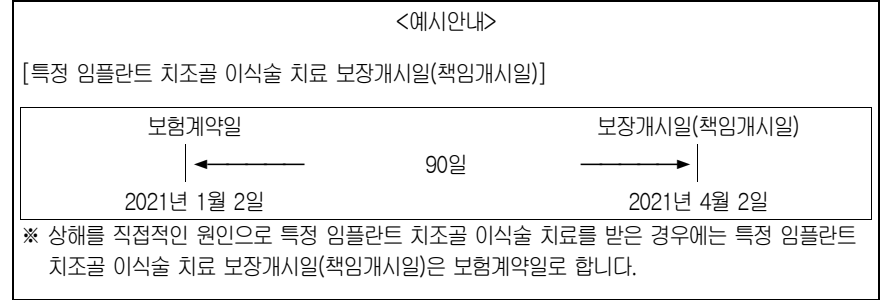 <예시안내>
[특정 임플란트 치조골 이식술 치료 보장개시일(책임개시일)]
보험계약일 보장개시일(책임개시일)
90일
2021년 1월 2일 2021년 4월 2일
※ 상해를 직접적인 원인으로 특정 임플란트 치조골 이식술 치료를 받은 경우에는 특정 임플란트
치조골 이식술 치료 보장개시일(책임개시일)은 보험계약일로 합니다.